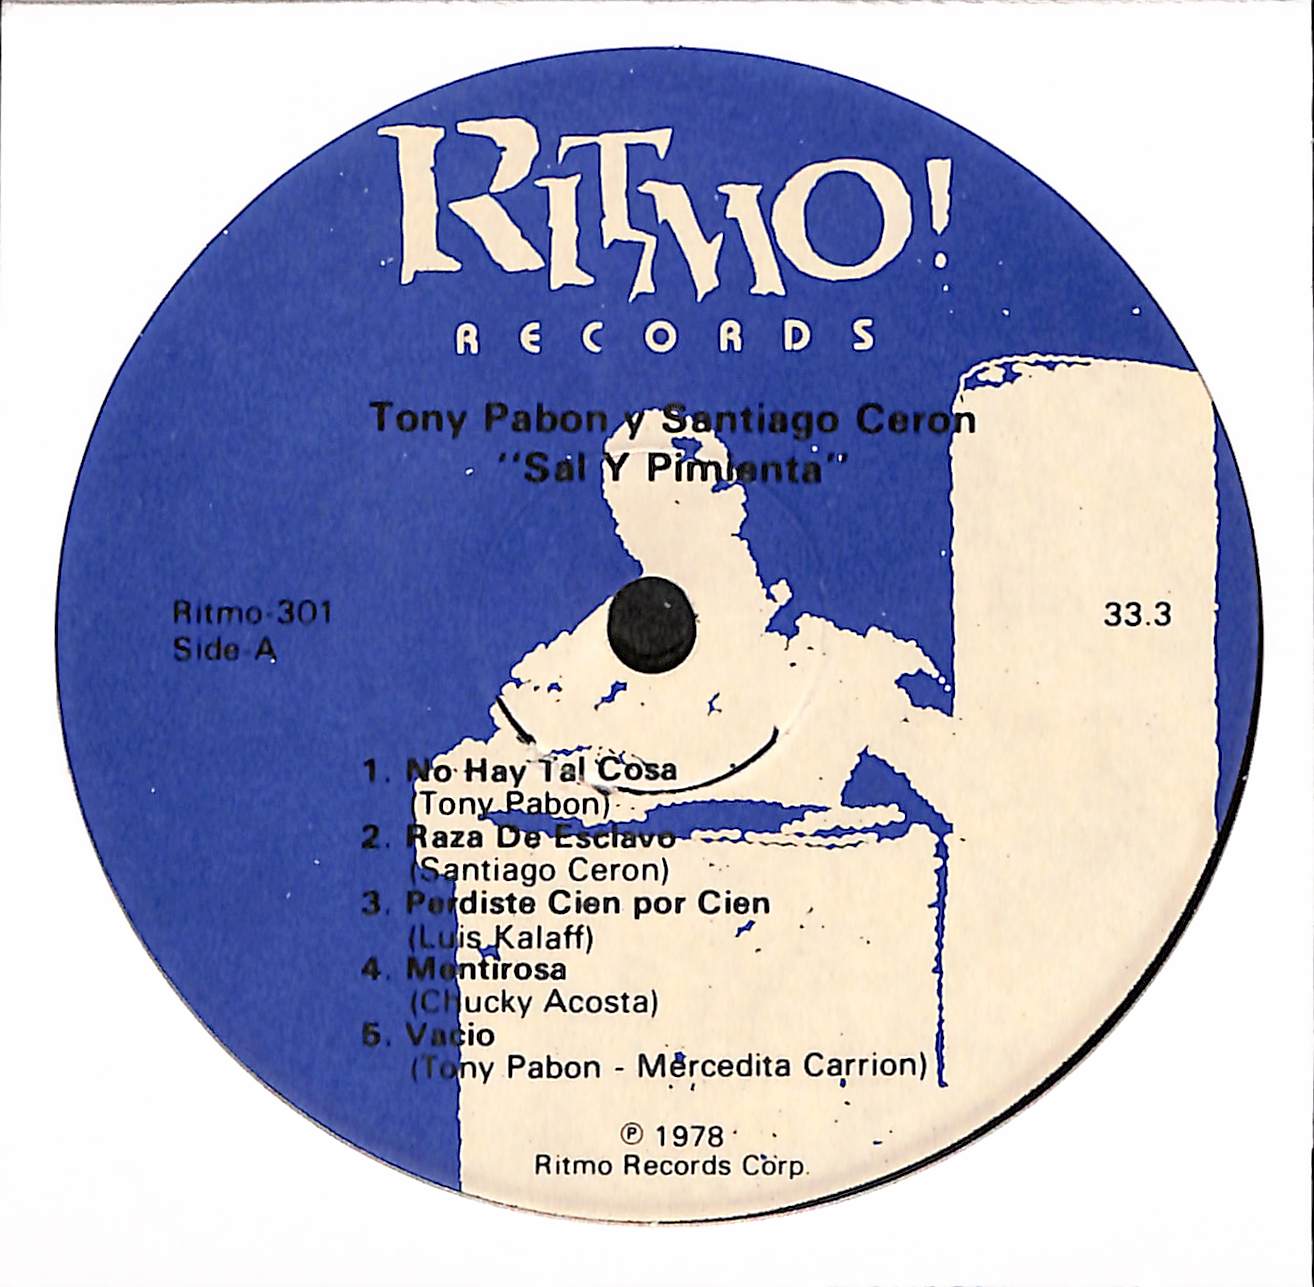 RITMO!
RECORDS
Tony Pabon y Santiago Ceron
"Sal Y Pimienta"
Ritmo-301
Side A
33.3
1. No Hay Tal Cosa
(Tony Pabon)
2. Raza De Esclavo
(Santiago Ceron)
3. Perdiste Cien por Cien
(Luis Kalaff)
4. Mentirosa
(Chucky Acosta)
5. Vacio
(Tony Pabon - Mercedita Carrion)
℗ 1978
Ritmo Records Corp.